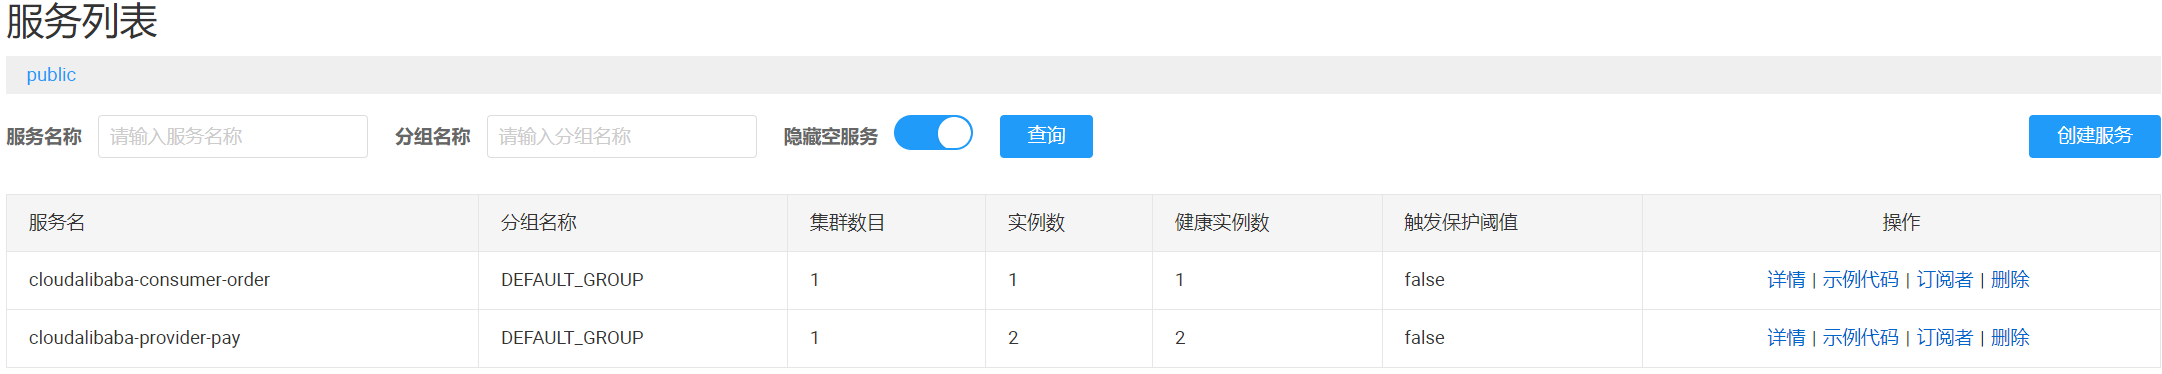 服务列表
public
服务名称 请输入服务名称 分组名称 请输入分组名称 隐藏空服务 查询 创建服务
服务名 分组名称 集群数目 实例数 健康实例数 触发保护阈值 操作
cloudalibaba-consumer-order DEFAULT_GROUP 1 1 1 false 详情 | 示例代码 | 订阅者 | 删除
cloudalibaba-provider-pay DEFAULT_GROUP 1 2 2 false 详情 | 示例代码 | 订阅者 | 删除